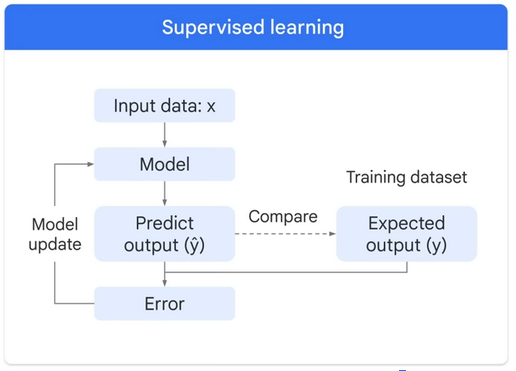 Supervised learning
Input data: x
Model
Training dataset
Model
update
Predict
output (ŷ)
Compare
Expected
output (y)
Error